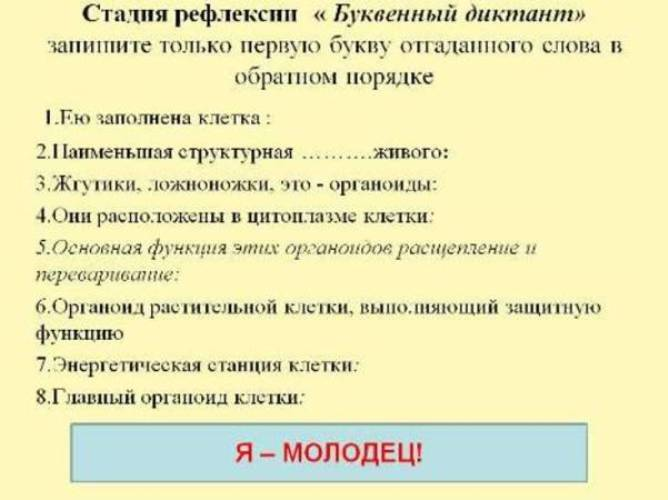 Стадия рефлексии « Буквенный диктант»
запишите только первую букву отгаданного слова в
обратном порядке
1.Ею заполнена клетка :
2.Наименьшая структурная ……….живого:
3.Жгутики, ложноножки, это - органоиды:
4.Они расположены в цитоплазме клетки:
5.Основная функция этих органоидов расщепление и
переваривание:
6.Органоид растительной клетки, выполняющий защитную
функцию
7.Энергетическая станция клетки:
8.Главный органоид клетки:
Я – МОЛОДЕЦ!